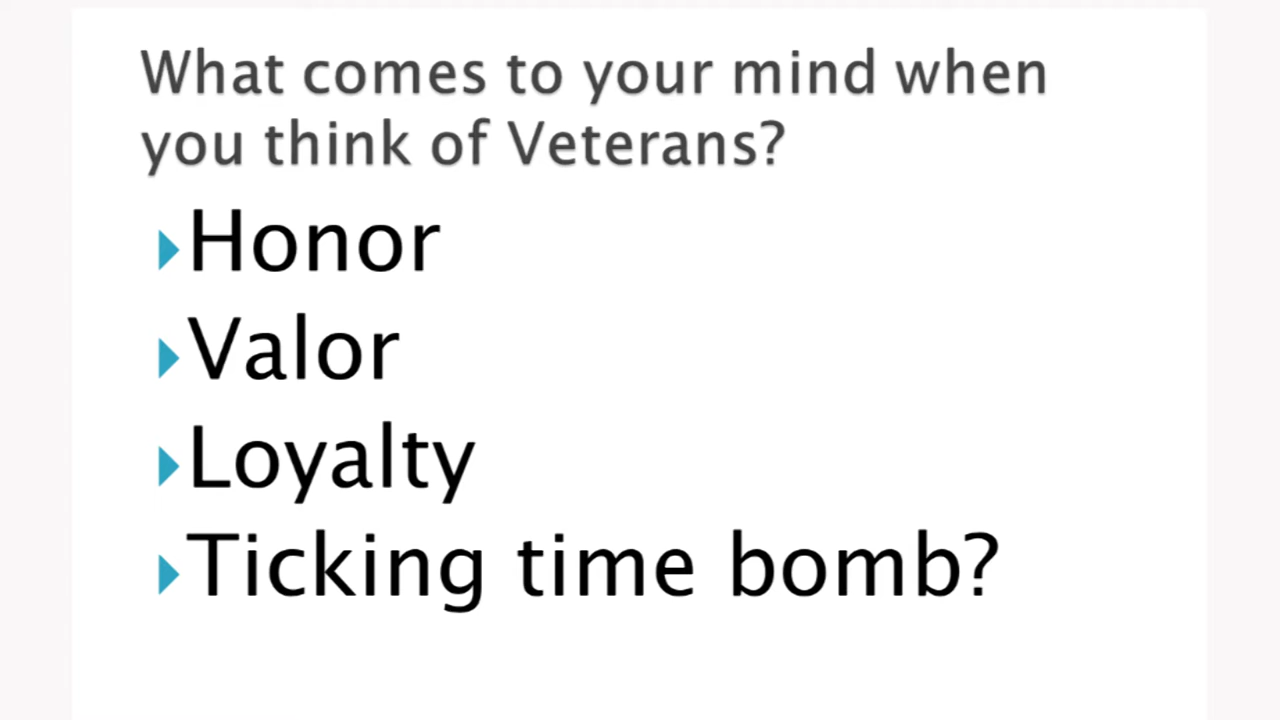 What comes to your mind when
you think of Veterans?
Honor
Valor
Loyalty
Ticking time bomb?